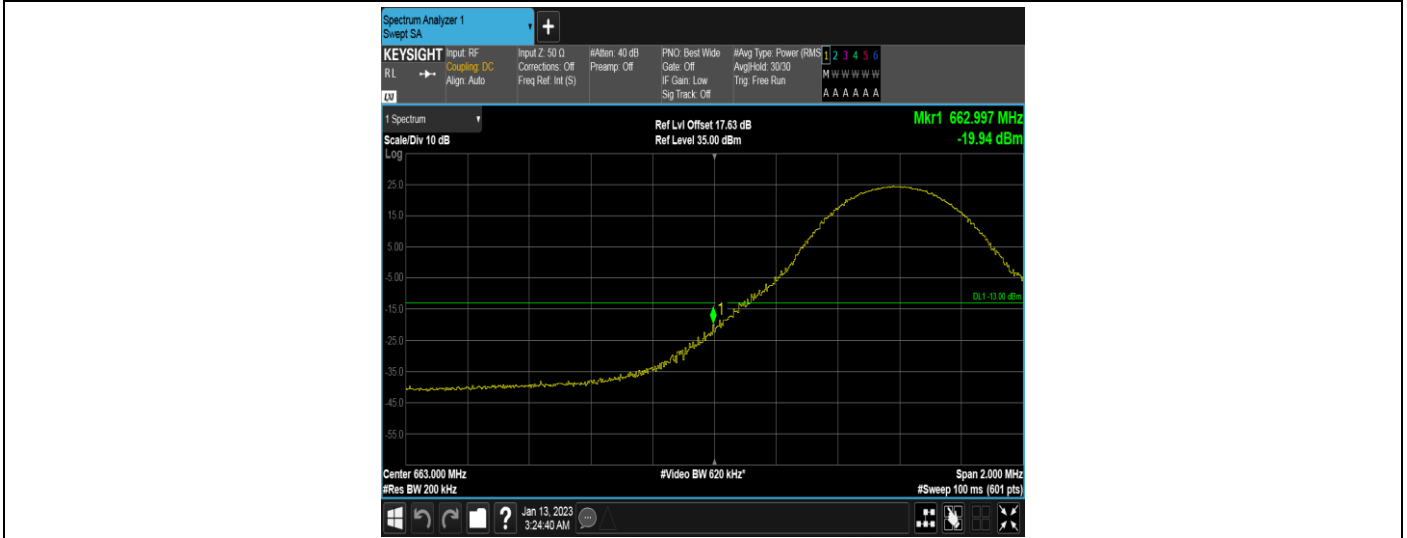 Spectrum Analyzer 1
Swept SA
+
KEYSIGHT
RL
LXI
Input: RF
Coupling: DC
Align: Auto
Input Z: 50 Ω
Corrections: Off
Freq Ref: Int (S)
#Atten: 40 dB
Preamp: Off
PNO: Best Wide
Gate: Off
IF Gain: Low
Sig Track: Off
#Avg Type: Power (RMS
Avg|Hold: 30/30
Trig: Free Run
1 2 3 4 5 6
M W W W W W
A A A A A A
1 Spectrum
Scale/Div 10 dB
Log
Ref Lvl Offset 17.63 dB
Ref Level 35.00 dBm
Mkr1 662.997 MHz
-19.94 dBm
25.0
15.0
5.00
-5.00
DL1 -13.00 dBm
1
-15.0
-25.0
-35.0
-45.0
-55.0
Center 663.000 MHz
#Video BW 620 kHz*
Span 2.000 MHz
#Res BW 200 kHz
#Sweep 100 ms (601 pts)
?
Jan 13, 2023
3:24:40 AM